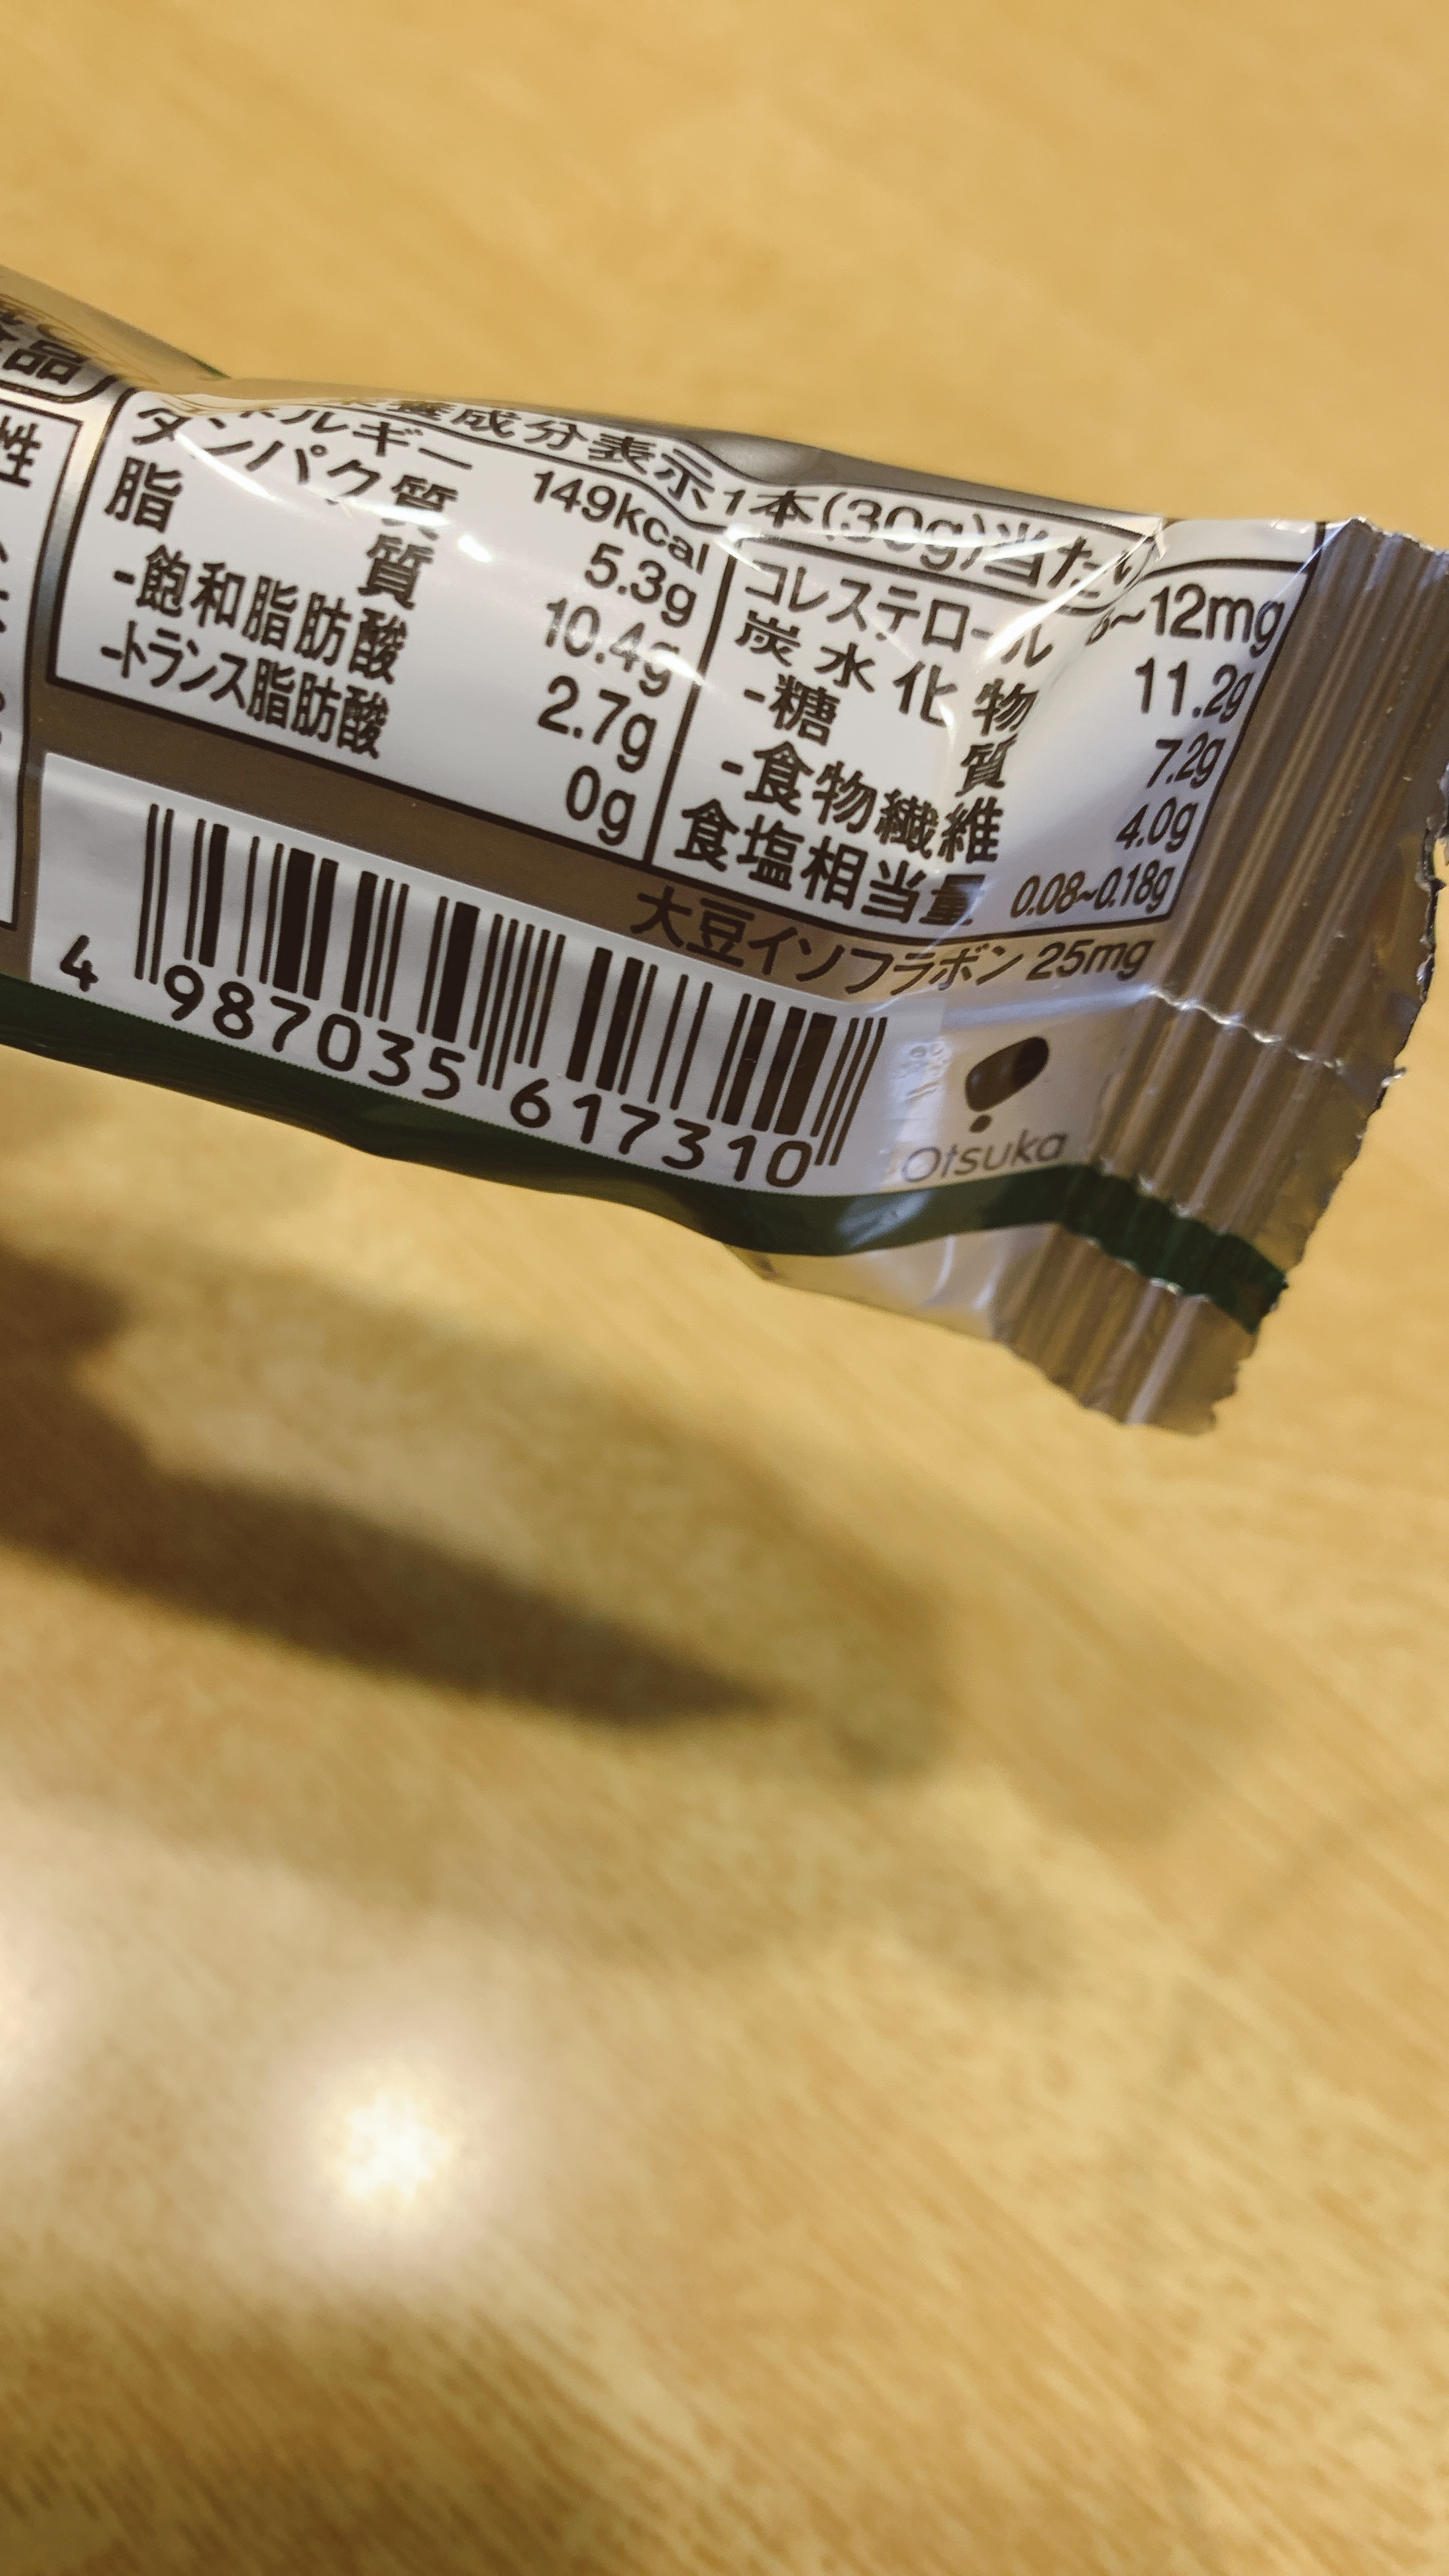 食品
性
栄養成分表示 1本(30g)当たり
エネルギー 149kcal
タンパク質 5.3g
脂質 10.4g
-飽和脂肪酸 2.7g
-トランス脂肪酸 0g
コレステロール ~12mg
炭水化物 11.2g
-糖質 7.2g
-食物繊維 4.0g
食塩相当量 0.08~0.18g
大豆イソフラボン 25mg
4 987035 617310
Otsuka